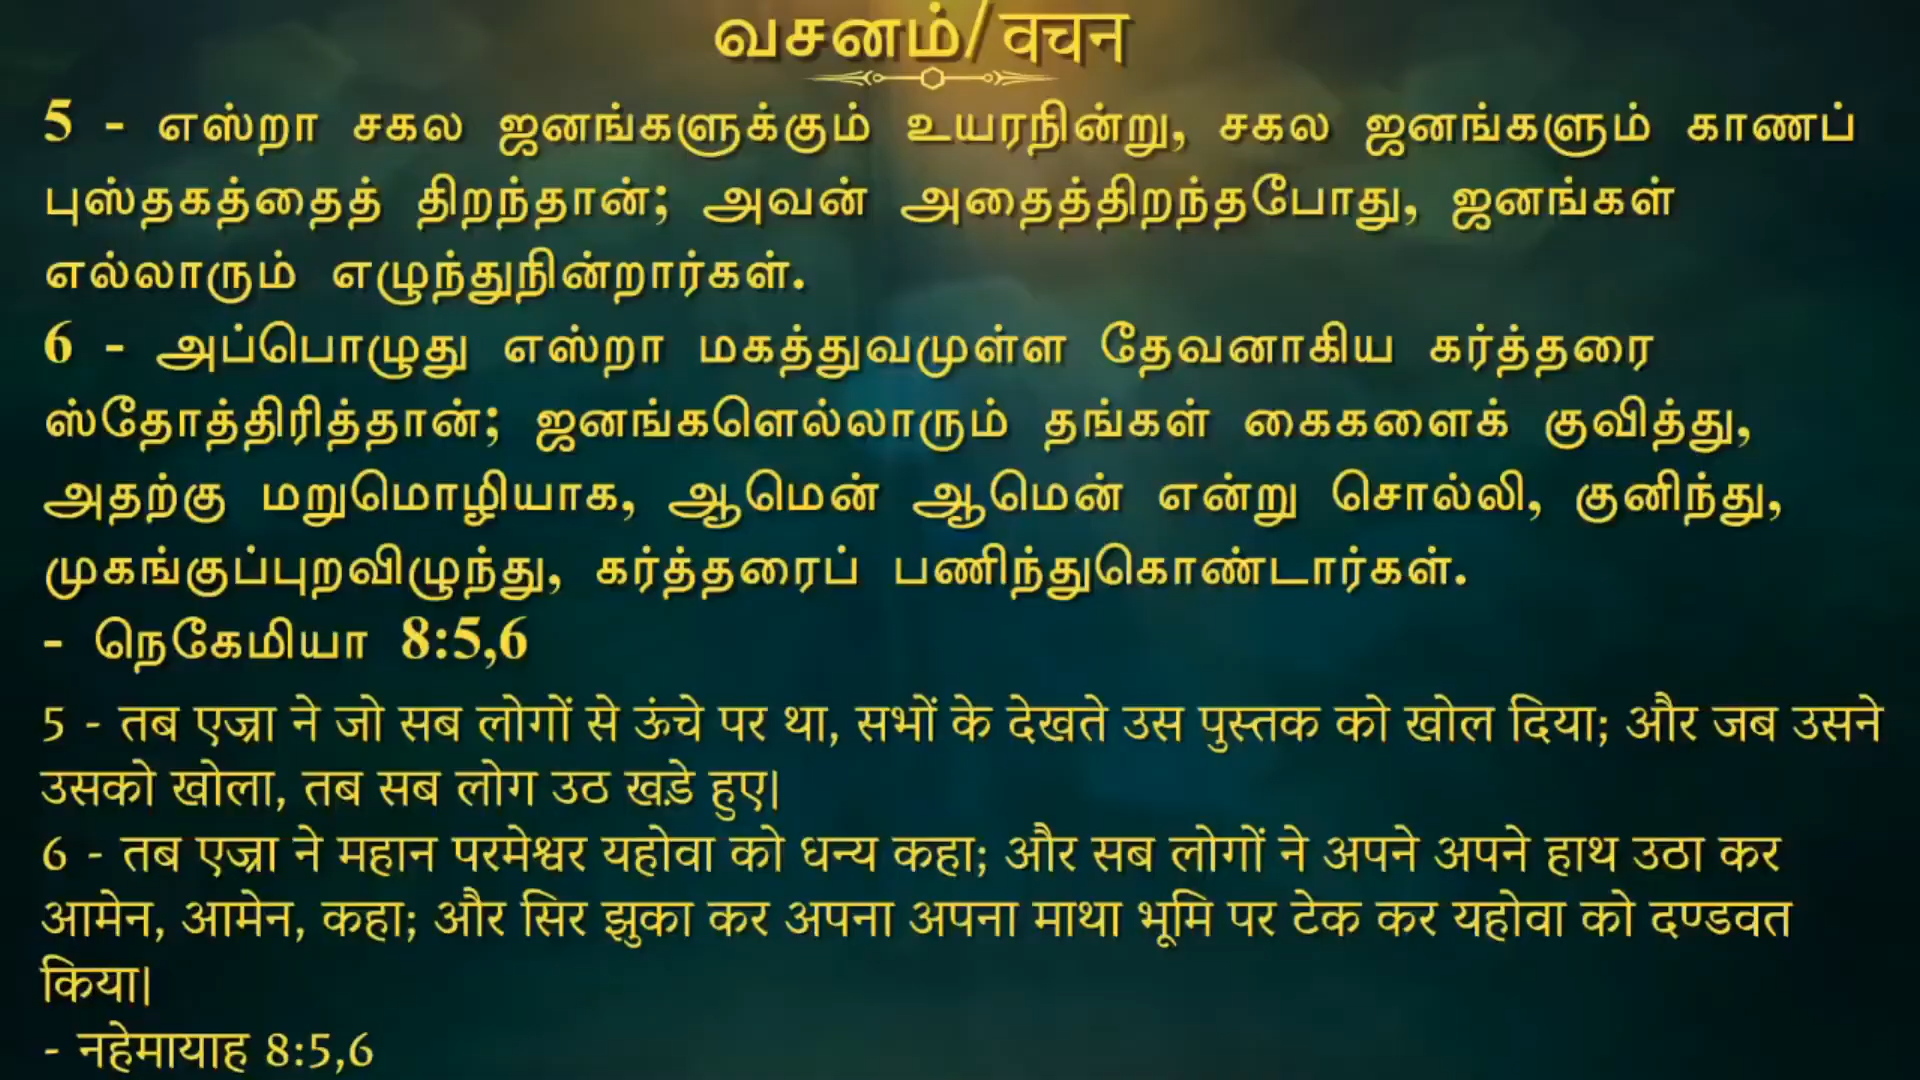 வசனம்/वचन
5 - எஸ்றா சகல ஜனங்களுக்கும் உயரநின்று, சகல ஜனங்களும் காணப்
புஸ்தகத்தைத் திறந்தான்; அவன் அதைத்திறந்தபோது, ஜனங்கள்
எல்லாரும் எழுந்துநின்றார்கள்.
6 - அப்பொழுது எஸ்றா மகத்துவமுள்ள தேவனாகிய கர்த்தரை
ஸ்தோத்திரித்தான்; ஜனங்களெல்லாரும் தங்கள் கைகளைக் குவித்து,
அதற்கு மறுமொழியாக, ஆமென் ஆமென் என்று சொல்லி, குனிந்து,
முகங்குப்புறவிழுந்து, கர்த்தரைப் பணிந்துகொண்டார்கள்.
- நெகேமியா 8:5,6
5 - तब एज्रा ने जो सब लोगों से ऊंचे पर था, सभों के देखते उस पुस्तक को खोल दिया; और जब उसने
उसको खोला, तब सब लोग उठ खड़े हुए।
6 - तब एज्रा ने महान परमेश्वर यहोवा को धन्य कहा; और सब लोगों ने अपने अपने हाथ उठा कर
आमेन, आमेन, कहा; और सिर झुका कर अपना अपना माथा भूमि पर टेक कर यहोवा को दण्डवत
किया।
- नहेमायाह 8:5,6